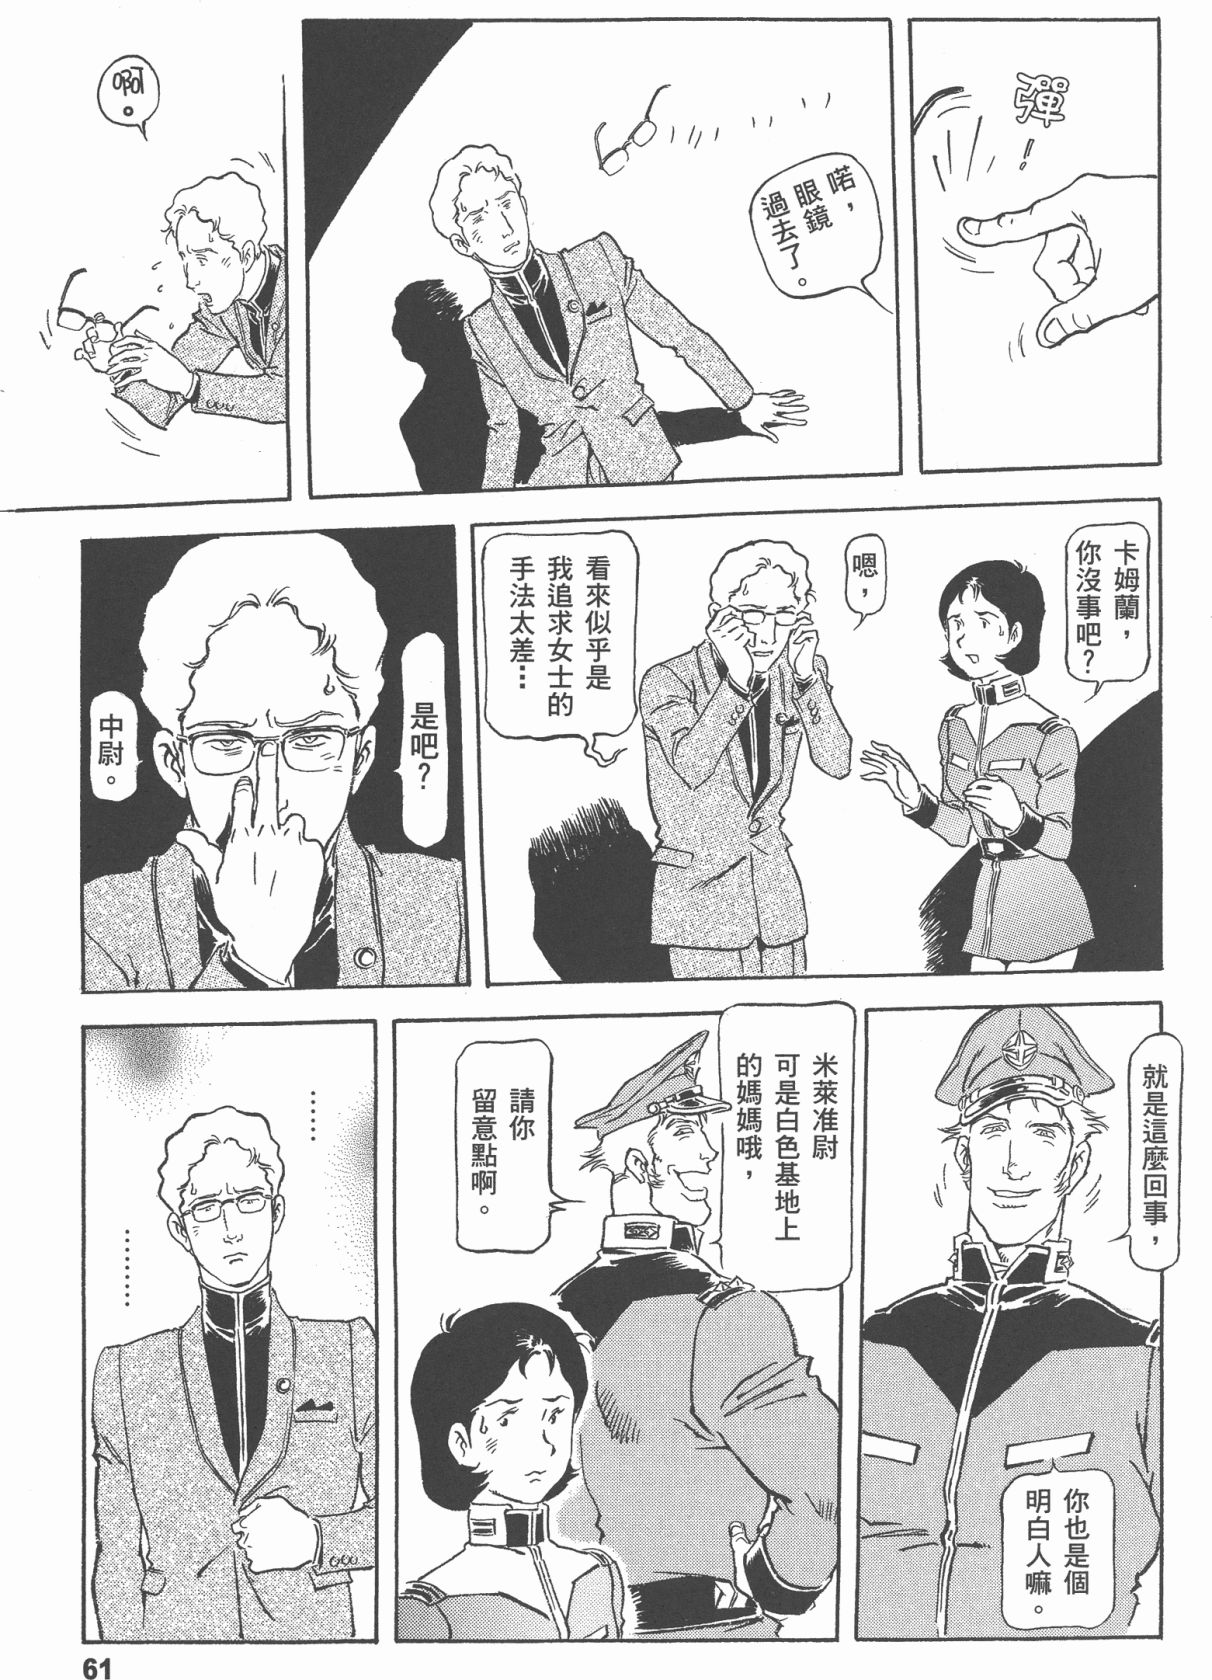 彈
！
喏，
眼鏡
過去了。
啊。
卡姆蘭，
你沒事吧？
嗯，
看來似乎是
我追求女士的
手法太差…
是吧？
中尉。
就是這麼回事，
你也是個
明白人嘛。
米萊准尉
可是白色基地上
的媽媽哦，
請你
留意點啊。
……
……
61